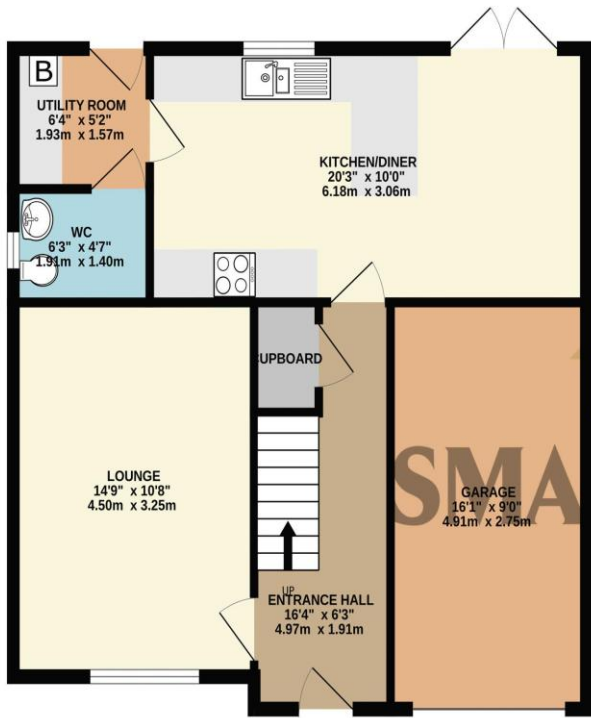 B
UTILITY ROOM
6'4" x 5'2"
1.93m x 1.57m
KITCHEN/DINER
20'3" x 10'0"
6.18m x 3.06m
WC
6'3" x 4'7"
1.91m x 1.40m
CUPBOARD
LOUNGE
14'9" x 10'8"
4.50m x 3.25m
SMA
GARAGE
16'1" x 9'0"
4.91m x 2.75m
UP
ENTRANCE HALL
16'4" x 6'3"
4.97m x 1.91m